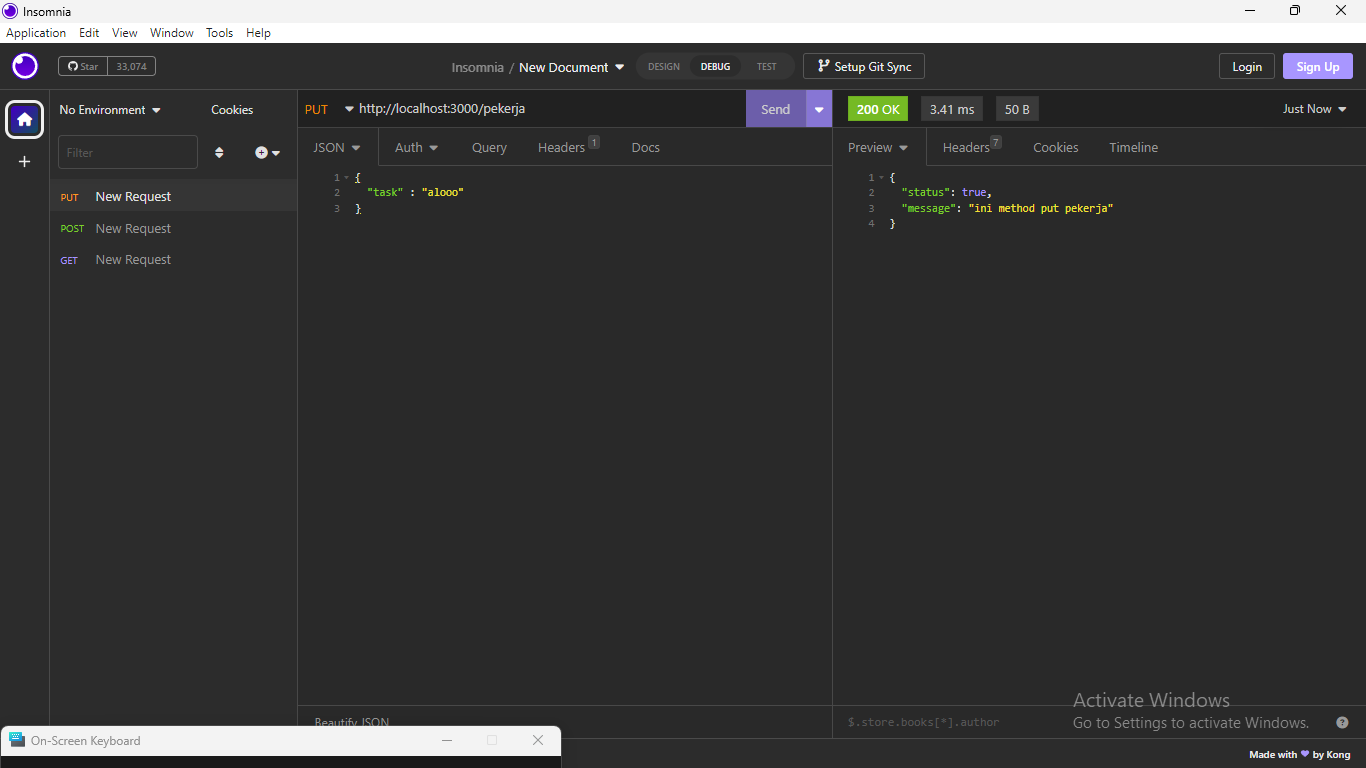 Insomnia
Application Edit View Window Tools Help
Star 33,074
Insomnia / New Document
DESIGN DEBUG TEST
Setup Git Sync
Login Sign Up
No Environment Cookies
PUT http://localhost:3000/pekerja
Send
200 OK 3.41 ms 50 B
Just Now
Filter
JSON Auth Query Headers 1 Docs
Preview Headers 7 Cookies Timeline
PUT New Request
POST New Request
GET New Request
1 {
2 "task" : "alooo"
3 }
1 {
2 "status": true,
3 "message": "ini method put pekerja"
4 }
Beautify JSON
$.store.books[*].author
Activate Windows
Go to Settings to activate Windows.
On-Screen Keyboard
Made with ❤ by Kong